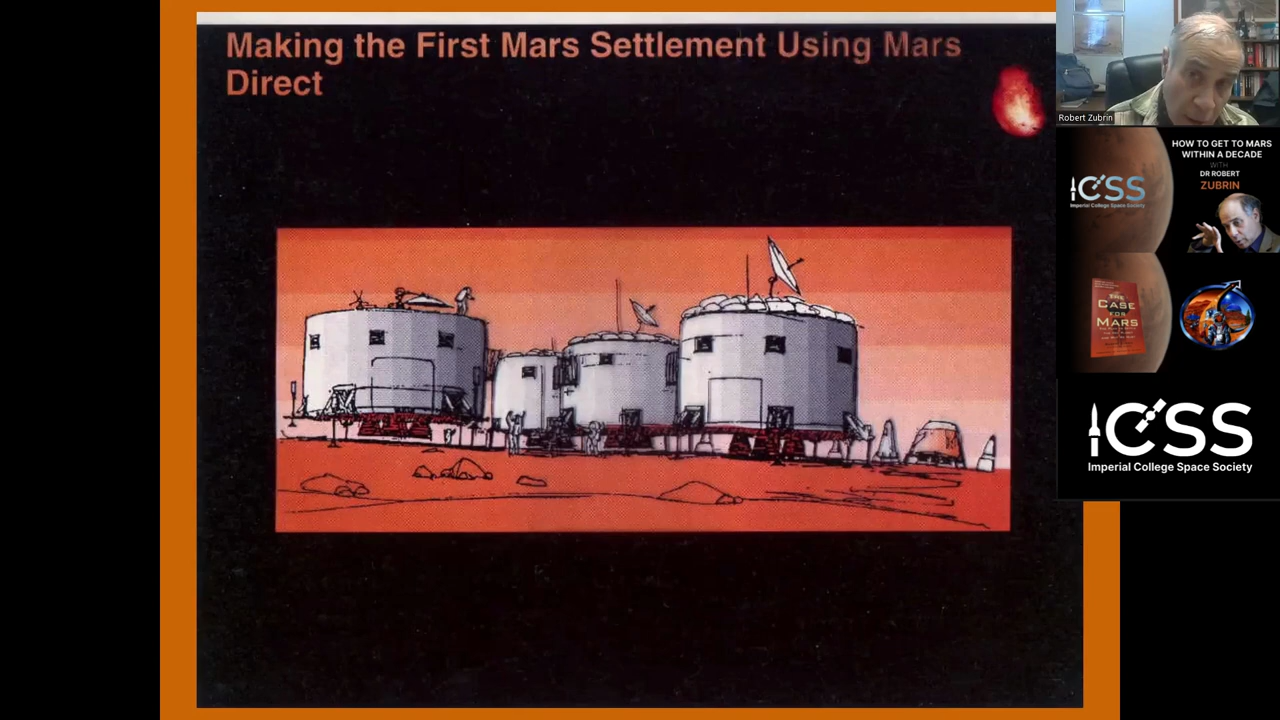 Making the First Mars Settlement Using Mars
Direct
Robert Zubrin
HOW TO GET TO MARS
WITHIN A DECADE
WITH
DR ROBERT
ZUBRIN
ICSS
Imperial College Space Society
THE
CASE
FOR
MARS
ICSS
Imperial College Space Society